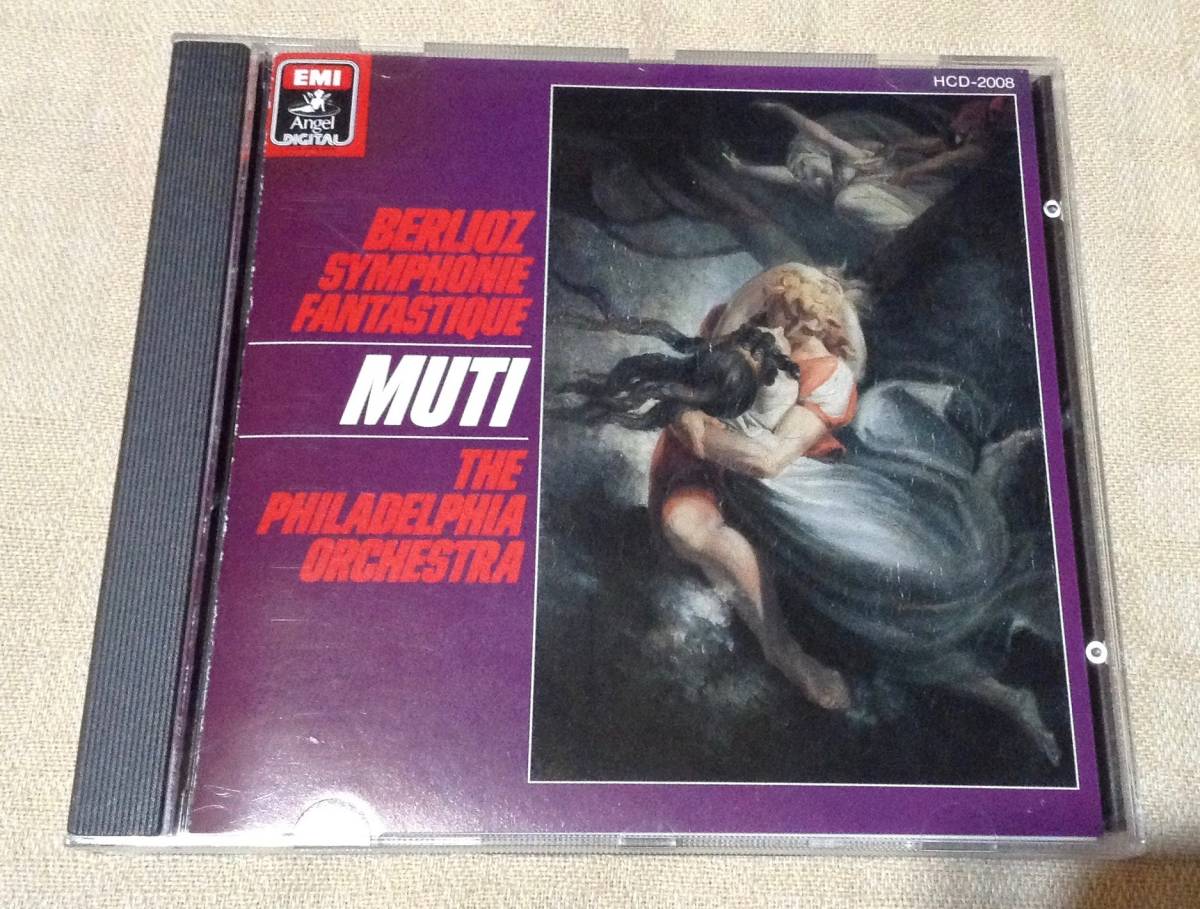 EMI
Angel
DIGITAL
HCD-2008
BERLIOZ
SYMPHONIE
FANTASTIQUE
MUTI
THE
PHILADELPHIA
ORCHESTRA